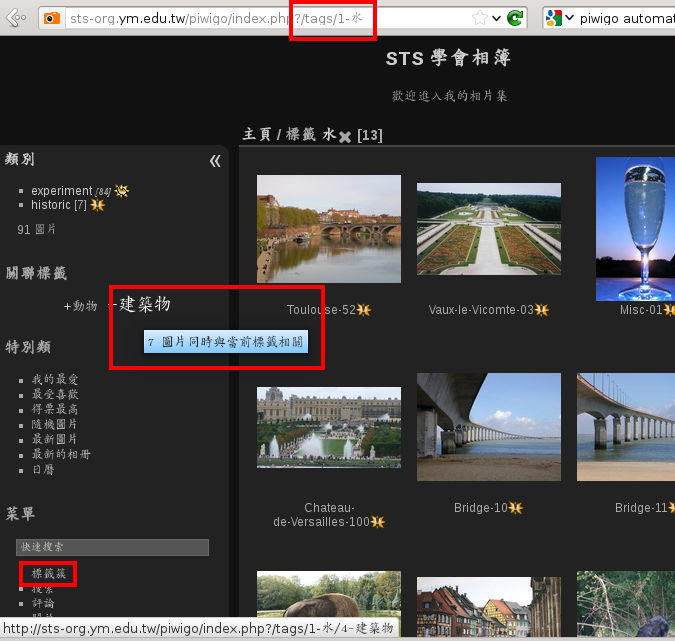 sts-org.ym.edu.tw/piwigo/index.php?/tags/1-水
piwigo automat
STS 學會相簿
歡迎進入我的相片集
主頁 / 標籤 水 [13]
類別
experiment [84]
historic [7]
91 圖片
關聯標籤
+動物 +建築物
7 圖片同時與當前標籤相關
特別類
我的最愛
最受喜歡
得票最高
隨機圖片
最新圖片
最新的相冊
日曆
菜單
快速搜索
標籤蔟
搜索
評論
Toulouse-52
Vaux-le-Vicomte-03
Misc-01
Chateau-
de-Versailles-100
Bridge-10
Bridge-11
http://sts-org.ym.edu.tw/piwigo/index.php?/tags/1-水/4-建築物